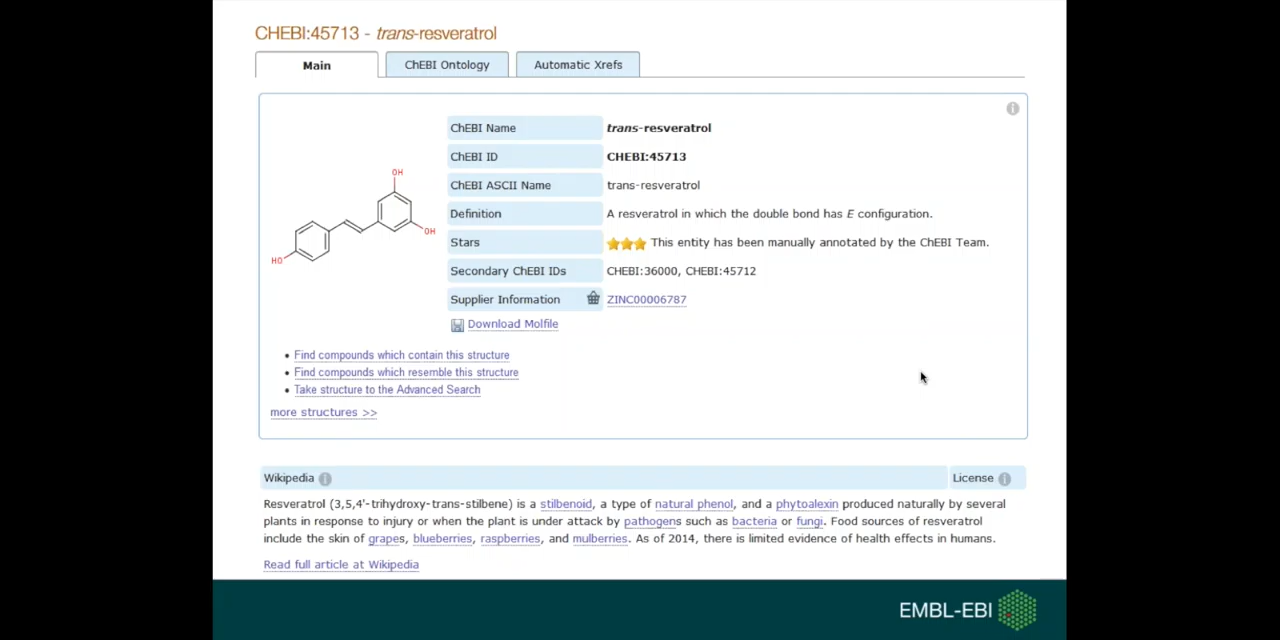 CHEBI:45713 - trans-resveratrol
Main
ChEBI Ontology
Automatic Xrefs
ChEBI Name
trans-resveratrol
ChEBI ID
CHEBI:45713
ChEBI ASCII Name
trans-resveratrol
Definition
A resveratrol in which the double bond has E configuration.
Stars
This entity has been manually annotated by the ChEBI Team.
Secondary ChEBI IDs
CHEBI:36000, CHEBI:45712
Supplier Information
ZINC00006787
Download Molfile
OH
OH
HO
• Find compounds which contain this structure
• Find compounds which resemble this structure
• Take structure to the Advanced Search
more structures >>
Wikipedia
License
Resveratrol (3,5,4'-trihydroxy-trans-stilbene) is a stilbenoid, a type of natural phenol, and a phytoalexin produced naturally by several
plants in response to injury or when the plant is under attack by pathogens such as bacteria or fungi. Food sources of resveratrol
include the skin of grapes, blueberries, raspberries, and mulberries. As of 2014, there is limited evidence of health effects in humans.
Read full article at Wikipedia
EMBL-EBI